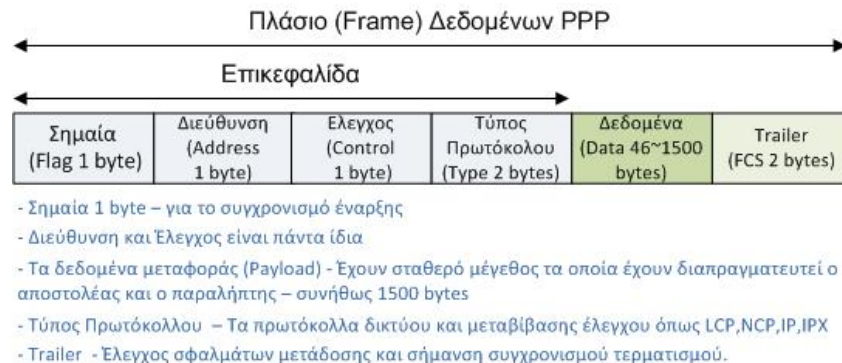 Πλάσιο (Frame) Δεδομένων PPP
Επικεφαλίδα
Σημαία
(Flag 1 byte)
Διεύθυνση
(Address
1 byte)
Ελεγχος
(Control
1 byte)
Τύπος
Πρωτόκολου
(Type 2 bytes)
Δεδομένα
(Data 46~1500
bytes)
Trailer
(FCS 2 bytes)
- Σημαία 1 byte – για το συγχρονισμό έναρξης
- Διεύθυνση και Έλεγχος είναι πάντα ίδια
- Τα δεδομένα μεταφοράς (Payload) - Έχουν σταθερό μέγεθος τα οποία έχουν διαπραγματευτεί ο
αποστολέας και ο παραλήπτης – συνήθως 1500 bytes
- Τύπος Πρωτόκολλου – Τα πρωτόκολλα δικτύου και μεταβίβασης έλεγχου όπως LCP,NCP,IP,IPX
- Trailer - Έλεγχος σφαλμάτων μετάδοσης και σήμανση συγχρονισμού τερματισμού.